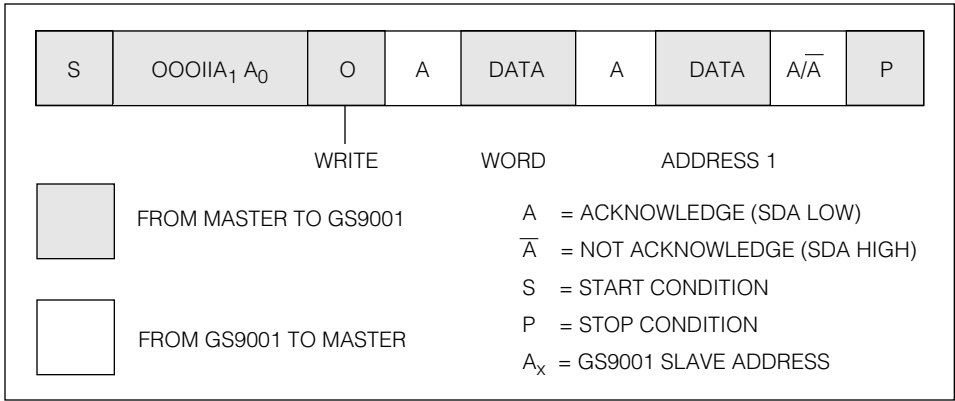 S OOOIIA₁ A₀ O A DATA A DATA A/A̅ P
WRITE WORD ADDRESS 1
FROM MASTER TO GS9001
FROM GS9001 TO MASTER
A = ACKNOWLEDGE (SDA LOW)
A̅ = NOT ACKNOWLEDGE (SDA HIGH)
S = START CONDITION
P = STOP CONDITION
Aₓ = GS9001 SLAVE ADDRESS